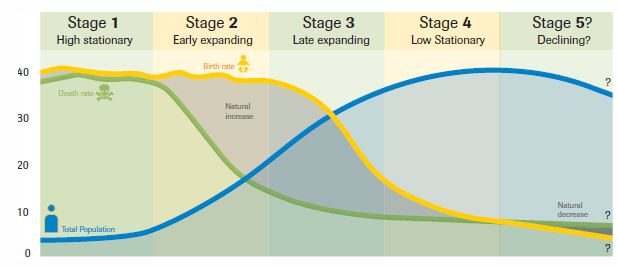 Stage 1
High stationary
Stage 2
Early expanding
Stage 3
Late expanding
Stage 4
Low Stationary
Stage 5?
Declining?
40
30
20
10
0
Birth rate
Death rate
Natural
increase
Total Population
Natural
decrease
?
?
?